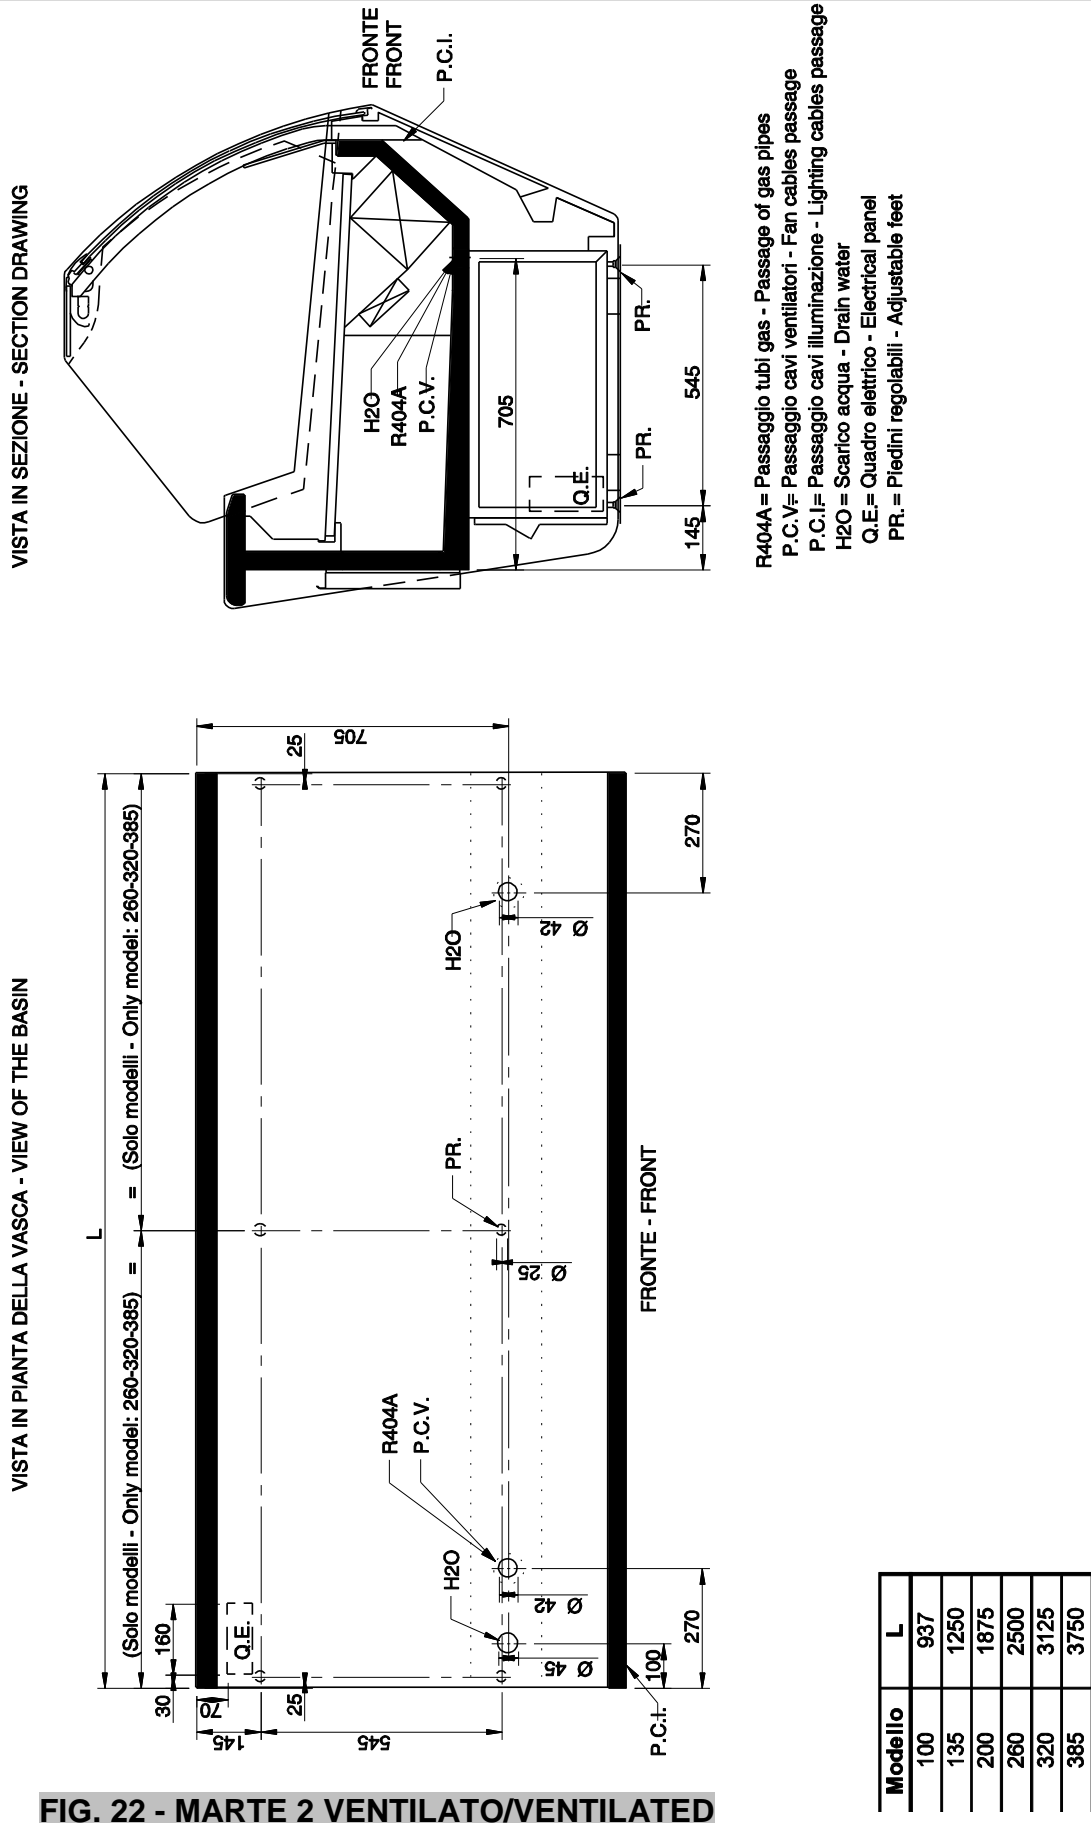 VISTA IN SEZIONE - SECTION DRAWING
FRONTE
FRONT
P.C.I.
H2O
R404A
P.C.V.
705
Q.E.
PR.
PR.
145
545
R404A = Passaggio tubi gas - Passage of gas pipes
P.C.V.= Passaggio cavi ventilatori - Fan cables passage
P.C.I.= Passaggio cavi illuminazione - Lighting cables passage
H2O = Scarico acqua - Drain water
Q.E.= Quadro elettrico - Electrical panel
PR. = Piedini regolabili - Adjustable feet
VISTA IN PIANTA DELLA VASCA - VIEW OF THE BASIN
L
(Solo modelli - Only model: 260-320-385) =
= (Solo modelli - Only model: 260-320-385)
30
160
70
Q.E.
145
545
25
25
705
R404A
P.C.V.
H2O
H2O
PR.
Ø 45
Ø 42
Ø 25
Ø 42
100
270
270
P.C.I.
FRONTE - FRONT
Modello L
100 937
135 1250
200 1875
260 2500
320 3125
385 3750
FIG. 22 - MARTE 2 VENTILATO/VENTILATED